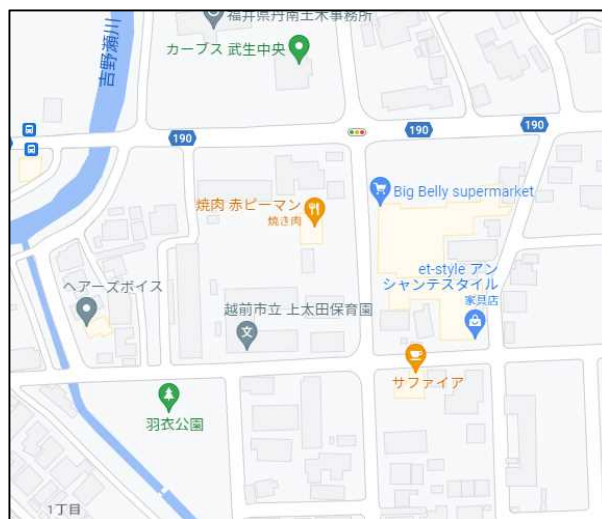 福井県丹南土木事務所
カーブス 武生中央
吉野瀬川
190
190
190
焼肉 赤ピーマン
焼き肉
Big Belly supermarket
et-style アン
シャンテスタイル
家具店
ヘアーズボイス
越前市立 上太田保育園
文
サファイア
羽衣公園
1丁目